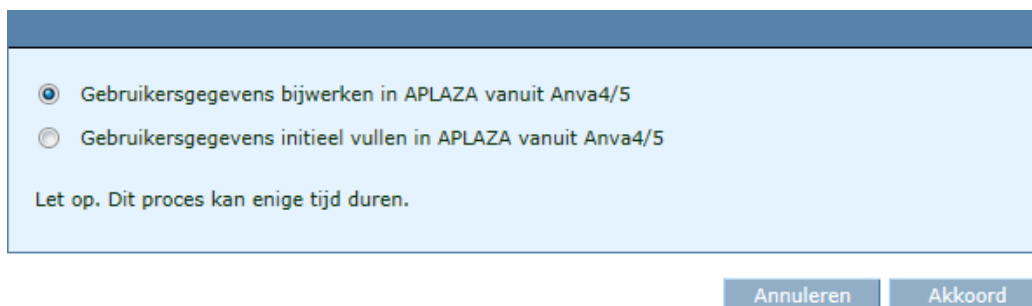 Gebruikersgegevens bijwerken in APLAZA vanuit Anva4/5
Gebruikersgegevens initieel vullen in APLAZA vanuit Anva4/5
Let op. Dit proces kan enige tijd duren.
Annuleren Akkoord